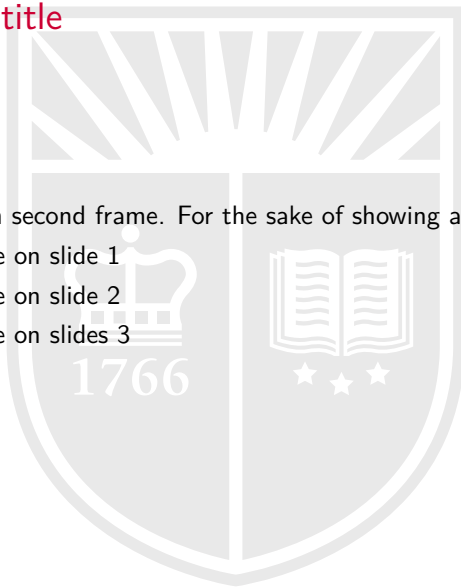 title
second frame. For the sake of showing a
on slide 1
on slide 2
on slides 3
1766